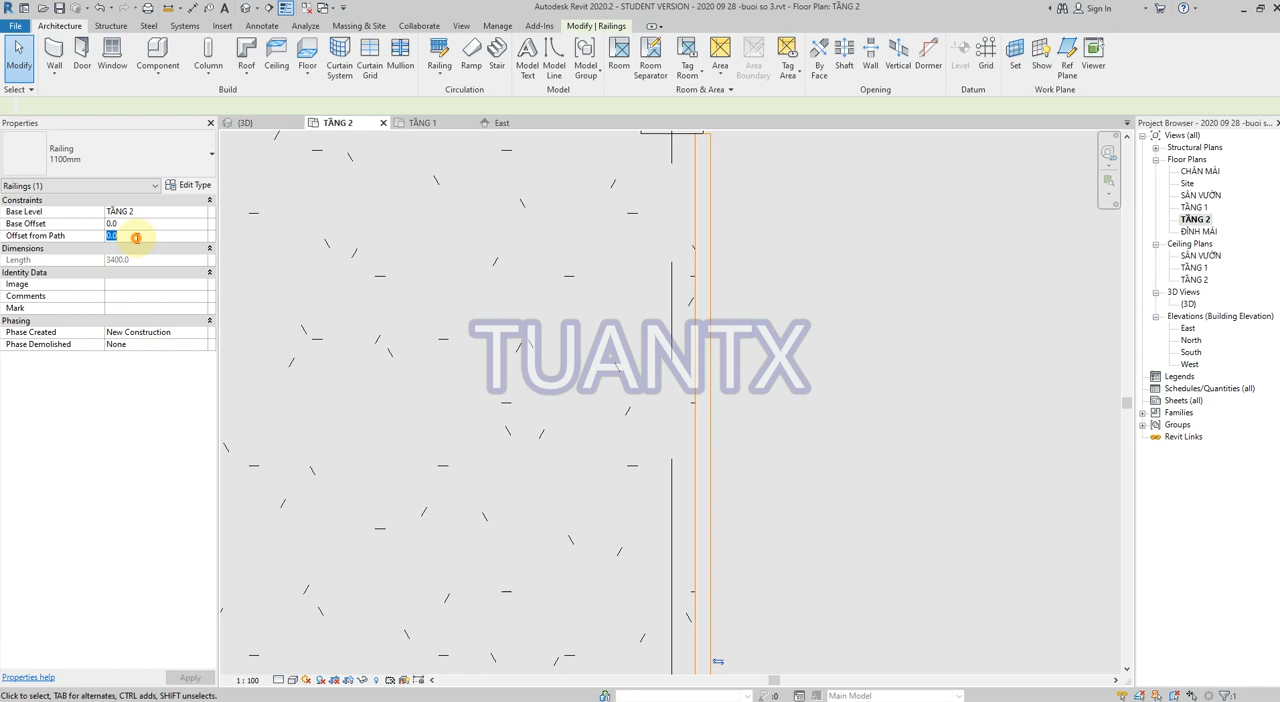 Autodesk Revit 2020.2 - STUDENT VERSION - 2020 09 28 -buoi so 3.rvt - Floor Plan: TẦNG 2
Sign In
File Architecture Structure Steel Systems Insert Annotate Analyze Massing & Site Collaborate View Manage Add-Ins Modify | Railings
Modify Wall Door Window Component Column Roof Ceiling Floor Curtain System Curtain Grid Mullion Railing Ramp Stair Model Text Model Line Model Group Room Room Separator Tag Room Area Area Boundary Tag Area By Face Shaft Wall Vertical Dormer Level Grid Set Show Ref Plane Viewer
Select Build Circulation Model Room & Area Opening Datum Work Plane
Properties
{3D} TẦNG 2 TẦNG 1 East
Project Browser - 2020 09 28 -buoi s...
Railing
1100mm
Railings (1) Edit Type
Constraints
Base Level TẦNG 2
Base Offset 0.0
Offset from Path 0.0
Dimensions
Length 3400.0
Identity Data
Image
Comments
Mark
Phasing
Phase Created New Construction
Phase Demolished None
Properties help Apply
TUANTX
Views (all)
Structural Plans
Floor Plans
CHÂN MÁI
Site
SÂN VƯỜN
TẦNG 1
TẦNG 2
ĐỈNH MÁI
Ceiling Plans
SÂN VƯỜN
TẦNG 1
TẦNG 2
3D Views
{3D}
Elevations (Building Elevation)
East
North
South
West
Legends
Schedules/Quantities (all)
Sheets (all)
Families
Groups
Revit Links
1 : 100
Click to select, TAB for alternates, CTRL adds, SHIFT unselects.
:0 Main Model :1